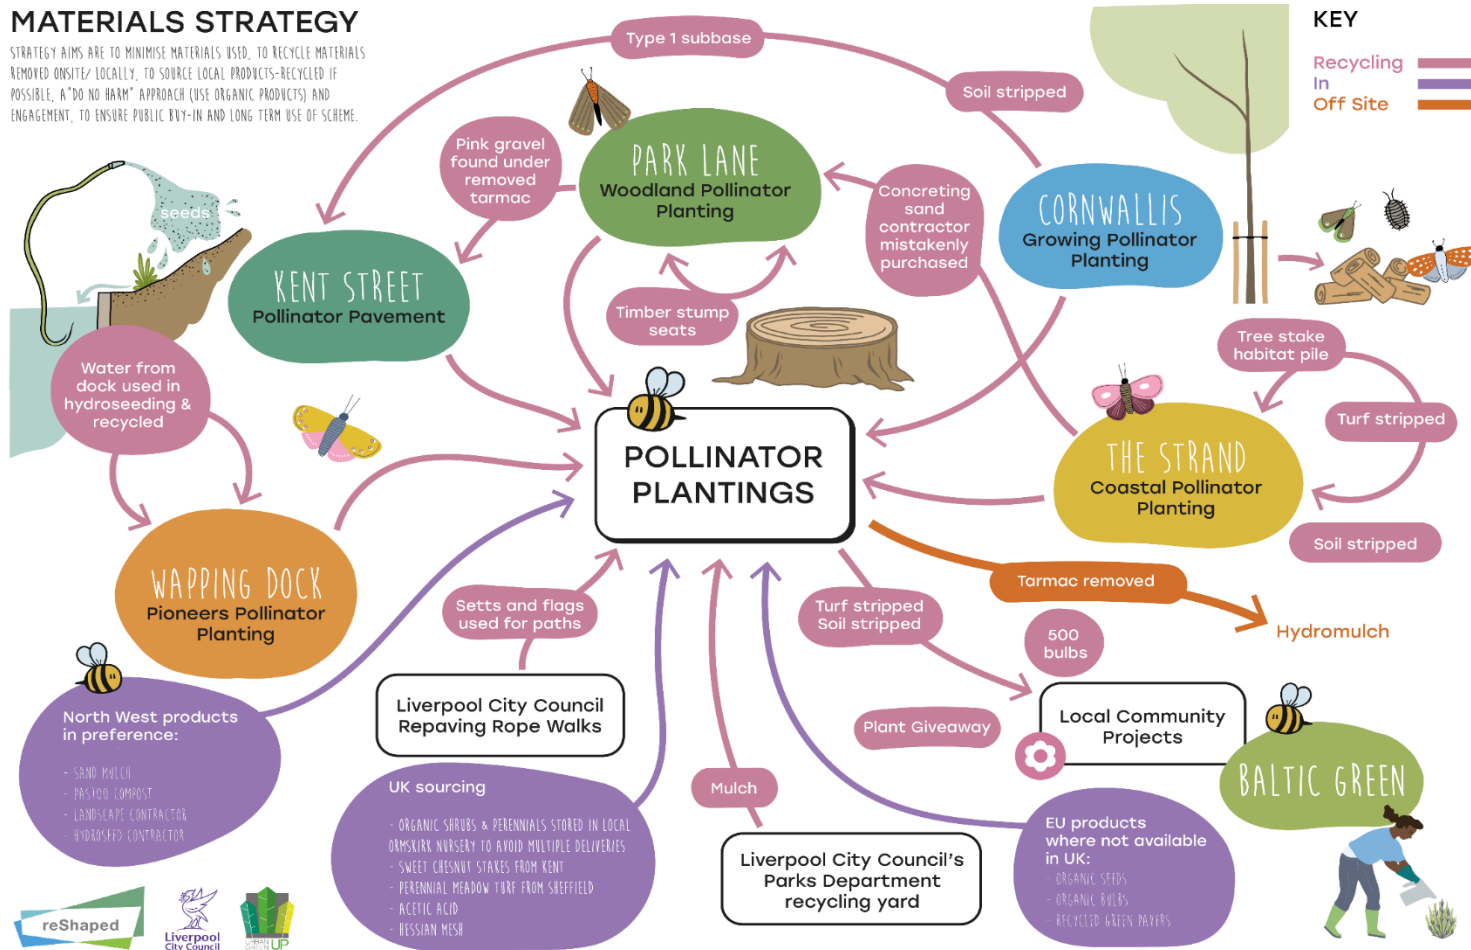 MATERIALS STRATEGY
STRATEGY AIMS ARE TO MINIMISE MATERIALS USED, TO RECYCLE MATERIALS
REMOVED ONSITE/ LOCALLY, TO SOURCE LOCAL PRODUCTS-RECYCLED IF
POSSIBLE, A "DO NO HARM" APPROACH (USE ORGANIC PRODUCTS) AND
ENGAGEMENT, TO ENSURE PUBLIC BUY-IN AND LONG TERM USE OF SCHEME.
KEY
Recycling
In
Off Site
Type 1 subbase
Soil stripped
Pink gravel
found under
removed
tarmac
PARK LANE
Woodland Pollinator
Planting
Concreting
sand
contractor
mistakenly
purchased
CORNWALLIS
Growing Pollinator
Planting
seeds
KENT STREET
Pollinator Pavement
Timber stump
seats
Tree stake
habitat pile
Water from
dock used in
hydroseeding &
recycled
Turf stripped
THE STRAND
Coastal Pollinator
Planting
Soil stripped
POLLINATOR
PLANTINGS
WAPPING DOCK
Pioneers Pollinator
Planting
Setts and flags
used for paths
Turf stripped
Soil stripped
Tarmac removed
Hydromulch
500
bulbs
Liverpool City Council
Repaving Rope Walks
Plant Giveaway
Local Community
Projects
BALTIC GREEN
North West products
in preference:
- SAND MULCH
- PAS100 COMPOST
- LANDSCAPE CONTRACTOR
- HYDROSEED CONTRACTOR
UK sourcing
- ORGANIC SHRUBS & PERENNIALS STORED IN LOCAL
ORMSKIRK NURSERY TO AVOID MULTIPLE DELIVERIES
- SWEET CHESNUT STAKES FROM KENT
- PERENNIAL MEADOW TURF FROM SHEFFIELD
- ACETIC ACID
- HESSIAN MESH
Mulch
Liverpool City Council's
Parks Department
recycling yard
EU products
where not available
in UK:
- ORGANIC SEEDS
- ORGANIC BULBS
- RECYCLED GREEN PAVERS
reShaped
Liverpool
City Council
URBAN
GREEN UP